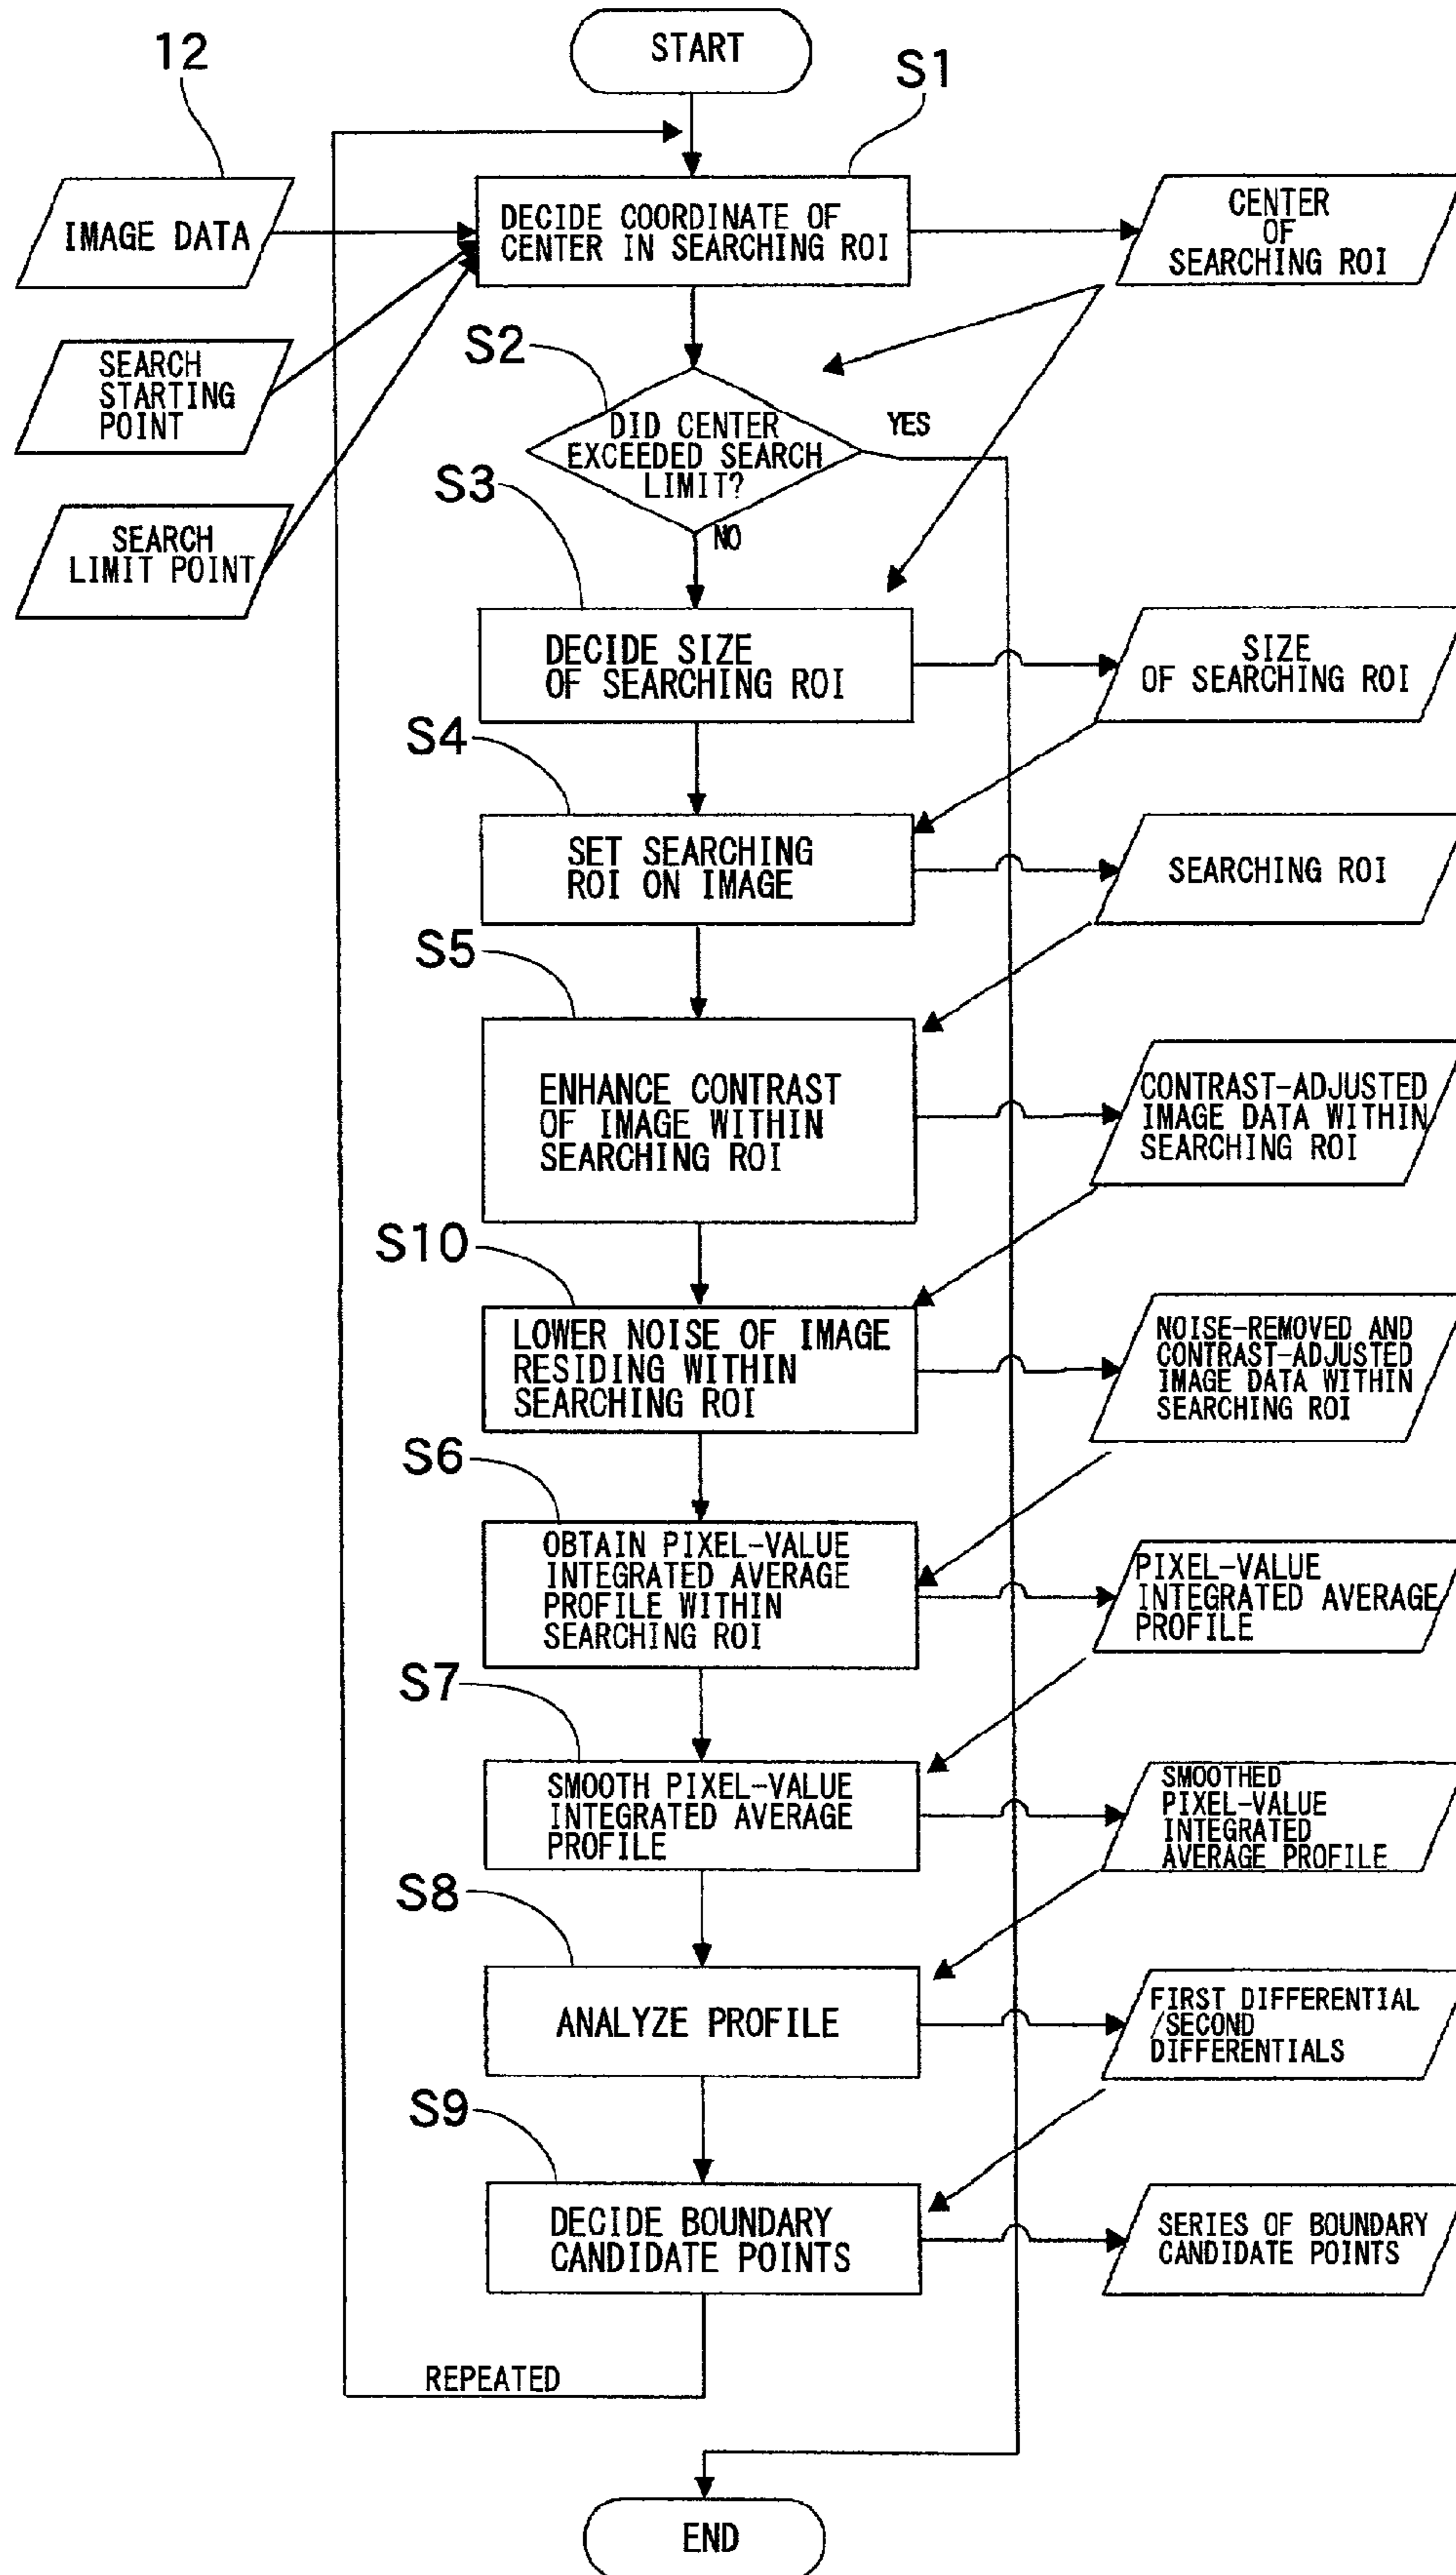 START
12
S1
IMAGE DATA
DECIDE COORDINATE OF
CENTER IN SEARCHING ROI
CENTER
OF
SEARCHING ROI
SEARCH
STARTING
POINT
S2
DID CENTER
EXCEEDED SEARCH
LIMIT?
YES
NO
SEARCH
LIMIT POINT
S3
DECIDE SIZE
OF SEARCHING ROI
SIZE
OF SEARCHING ROI
S4
SET SEARCHING
ROI ON IMAGE
SEARCHING ROI
S5
ENHANCE CONTRAST
OF IMAGE WITHIN
SEARCHING ROI
CONTRAST-ADJUSTED
IMAGE DATA WITHIN
SEARCHING ROI
S10
LOWER NOISE OF IMAGE
RESIDING WITHIN
SEARCHING ROI
NOISE-REMOVED AND
CONTRAST-ADJUSTED
IMAGE DATA WITHIN
SEARCHING ROI
S6
OBTAIN PIXEL-VALUE
INTEGRATED AVERAGE
PROFILE WITHIN
SEARCHING ROI
PIXEL-VALUE
INTEGRATED AVERAGE
PROFILE
S7
SMOOTH PIXEL-VALUE
INTEGRATED AVERAGE
PROFILE
SMOOTHED
PIXEL-VALUE
INTEGRATED
AVERAGE PROFILE
S8
ANALYZE PROFILE
FIRST DIFFERENTIAL
/SECOND
DIFFERENTIALS
S9
DECIDE BOUNDARY
CANDIDATE POINTS
SERIES OF BOUNDARY
CANDIDATE POINTS
REPEATED
END